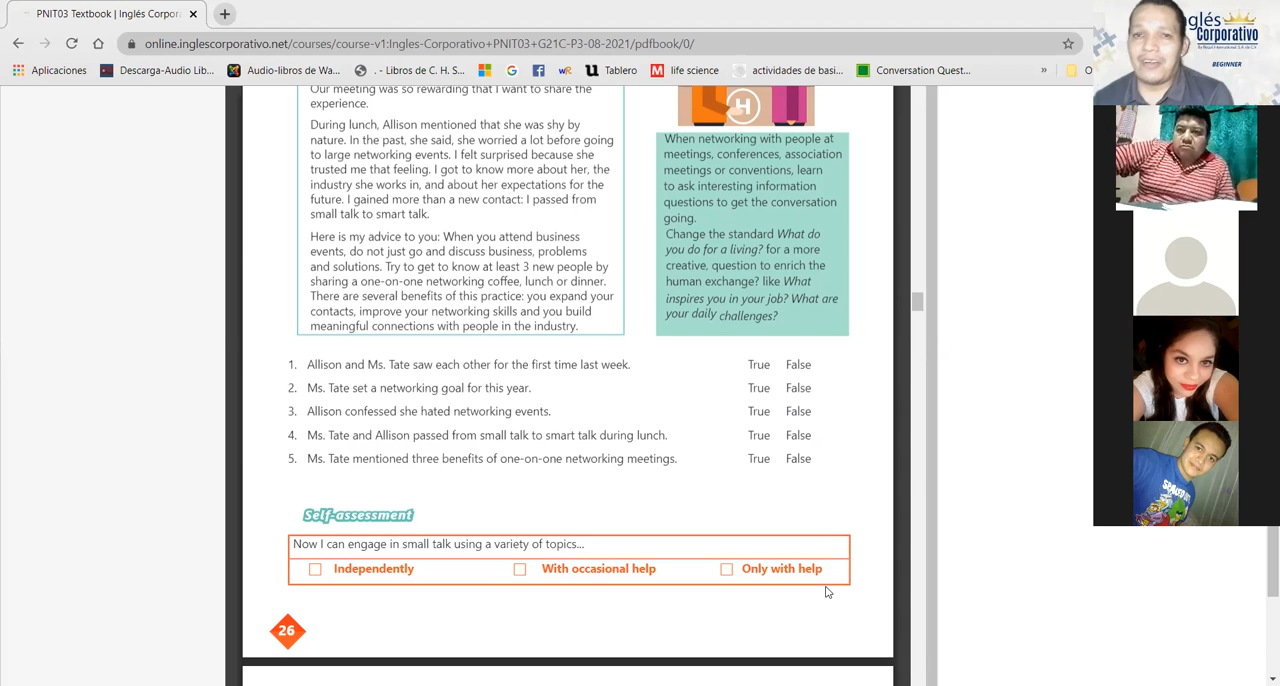 PNIT03 Textbook | Inglés Corpor
online.inglescorporativo.net/courses/course-v1:Ingles-Corporativo+PNIT03+G21C-P3-08-2021/pdfbook/0/
Aplicaciones
Descarga Audio Lib...
Audio-libros de Wa...
. - Libros de C. H. S...
Tablero
life science
actividades de basi...
Conversation Quest...
»
O
nglés
Corporativo
BEGINNER
Our meeting was so rewarding that I want to share the
experience.
During lunch, Allison mentioned that she was shy by
nature. In the past, she said, she worried a lot before going
to large networking events. I felt surprised because she
trusted me that feeling. I got to know more about her, the
industry she works in, and about her expectations for the
future. I gained more than a new contact: I passed from
small talk to smart talk.
Here is my advice to you: When you attend business
events, do not just go and discuss business, problems
and solutions. Try to get to know at least 3 new people by
sharing a one-on-one networking coffee, lunch or dinner.
There are several benefits of this practice: you expand your
contacts, improve your networking skills and you build
meaningful connections with people in the industry.
H
When networking with people at
meetings, conferences, association
meetings or conventions, learn
to ask interesting information
questions to get the conversation
going.
Change the standard What do
you do for a living? for a more
creative, question to enrich the
human exchange? like What
inspires you in your job? What are
your daily challenges?
1. Allison and Ms. Tate saw each other for the first time last week. True False
2. Ms. Tate set a networking goal for this year. True False
3. Allison confessed she hated networking events. True False
4. Ms. Tate and Allison passed from small talk to smart talk during lunch. True False
5. Ms. Tate mentioned three benefits of one-on-one networking meetings. True False
Self-assessment
Now I can engage in small talk using a variety of topics...
Independently With occasional help Only with help
26